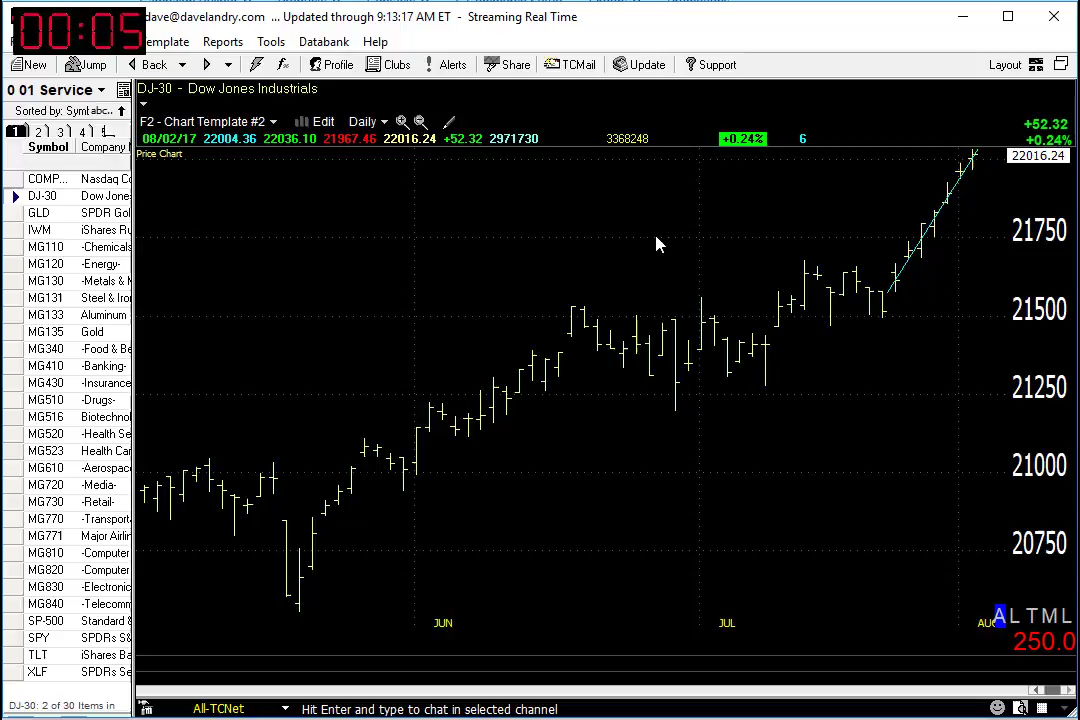 00:05
dave@davelandry.com ... Updated through 9:13:17 AM ET - Streaming Real Time
emplate Reports Tools Databank Help
New Jump Back Profile Clubs Alerts Share TCMail Update Support Layout
0 01 Service
DJ-30 - Dow Jones Industrials
Sorted by: Symt abc..
F2 - Chart Template #2 Edit Daily
1 2 3 4
08/02/17 22004.36 22036.10 21967.46 22016.24 +52.32 2971730 3368248 +0.24% 6
+52.32
+0.24%
Symbol Company
Price Chart
22016.24
COMP... Nasdaq Co
DJ-30 Dow Jone
GLD SPDR Gol
IWM iShares Ru
MG110 -Chemicals
MG120 -Energy-
MG130 -Metals & M
MG131 Steel & Iro
MG133 Aluminum
MG135 Gold
MG340 -Food & Be
MG410 -Banking-
MG430 -Insurance
MG510 -Drugs-
MG516 Biotechnol
MG520 -Health Se
MG523 Health Car
MG610 -Aerospace
MG720 -Media-
MG730 -Retail-
MG770 -Transport
MG771 Major Airlin
MG810 -Computer
MG820 -Computer
MG830 -Electronic
MG840 -Telecomm
SP-500 Standard &
SPY SPDRs S&
TLT iShares Ba
XLF SPDRs Se
21750
21500
21250
21000
20750
JUN JUL AUG
A L T M L
250.0
DJ-30: 2 of 30 Items in
All-TCNet Hit Enter and type to chat in selected channel